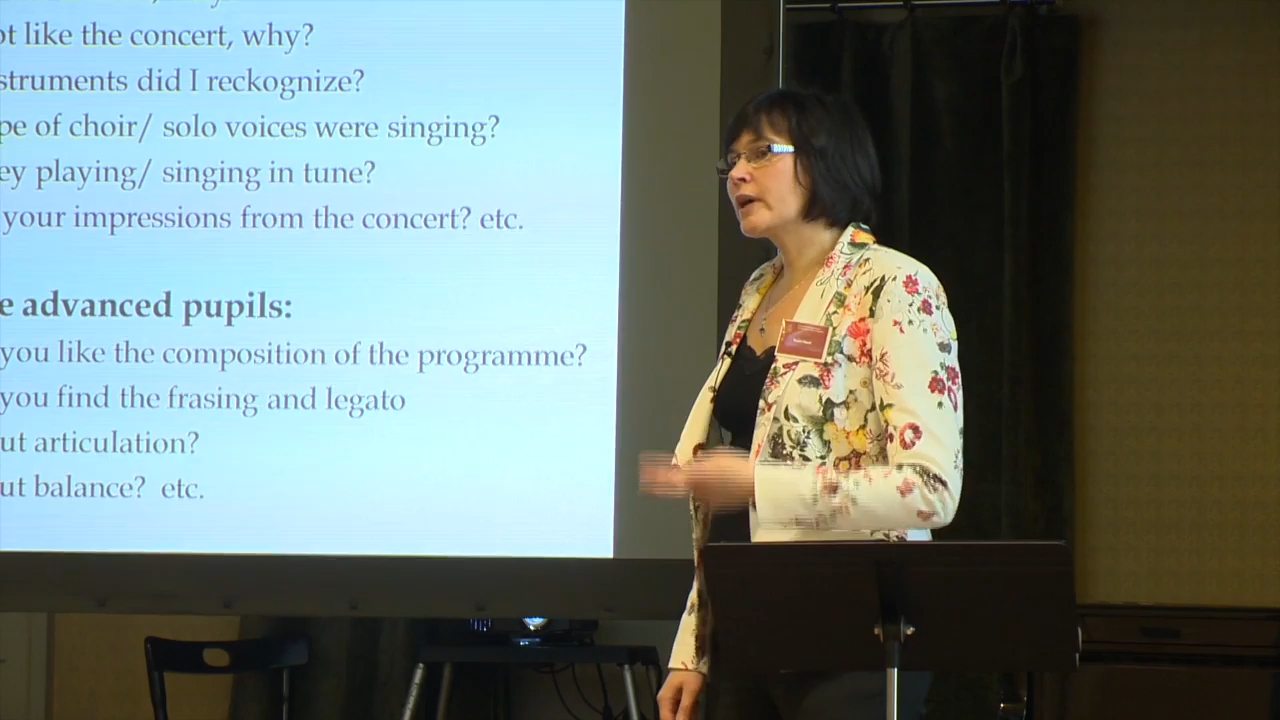 ot like the concert, why?
struments did I reckognize?
pe of choir/ solo voices were singing?
ey playing/ singing in tune?
your impressions from the concert? etc.
e advanced pupils:
you like the composition of the programme?
you find the frasing and legato
ut articulation?
ut balance? etc.